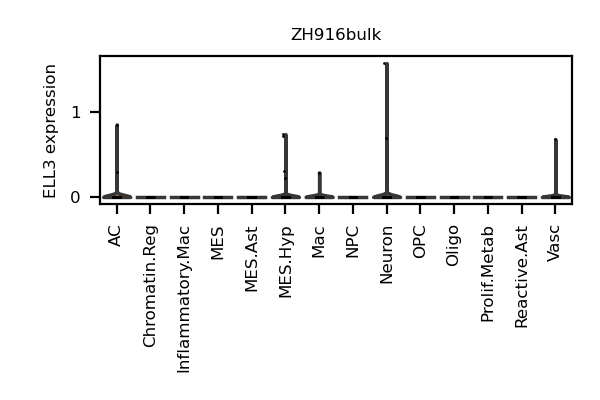 ZH916bulk
ELL3 expression
1
0
AC
Chromatin.Reg
Inflammatory.Mac
MES
MES.Ast
MES.Hyp
Mac
NPC
Neuron
OPC
Oligo
Prolif.Metab
Reactive.Ast
Vasc